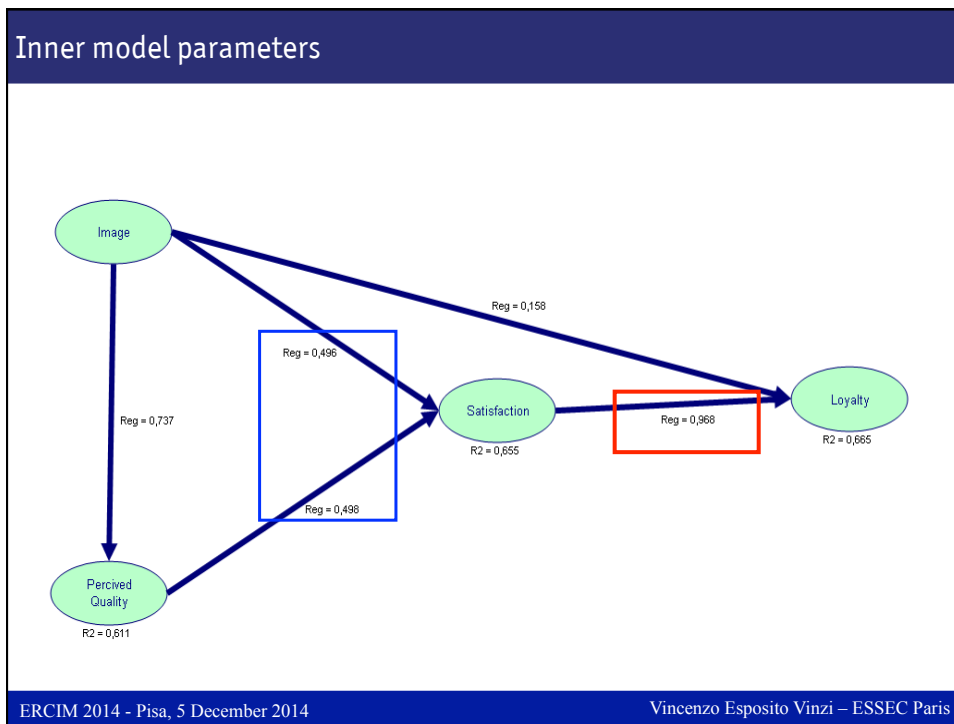 Inner model parameters
Image
Reg = 0,158
Reg = 0,496
Reg = 0,737
Satisfaction
R2 = 0,655
Reg = 0,968
Loyalty
R2 = 0,665
Reg = 0,498
Percived
Quality
R2 = 0,611
ERCIM 2014 - Pisa, 5 December 2014
Vincenzo Esposito Vinzi – ESSEC Paris